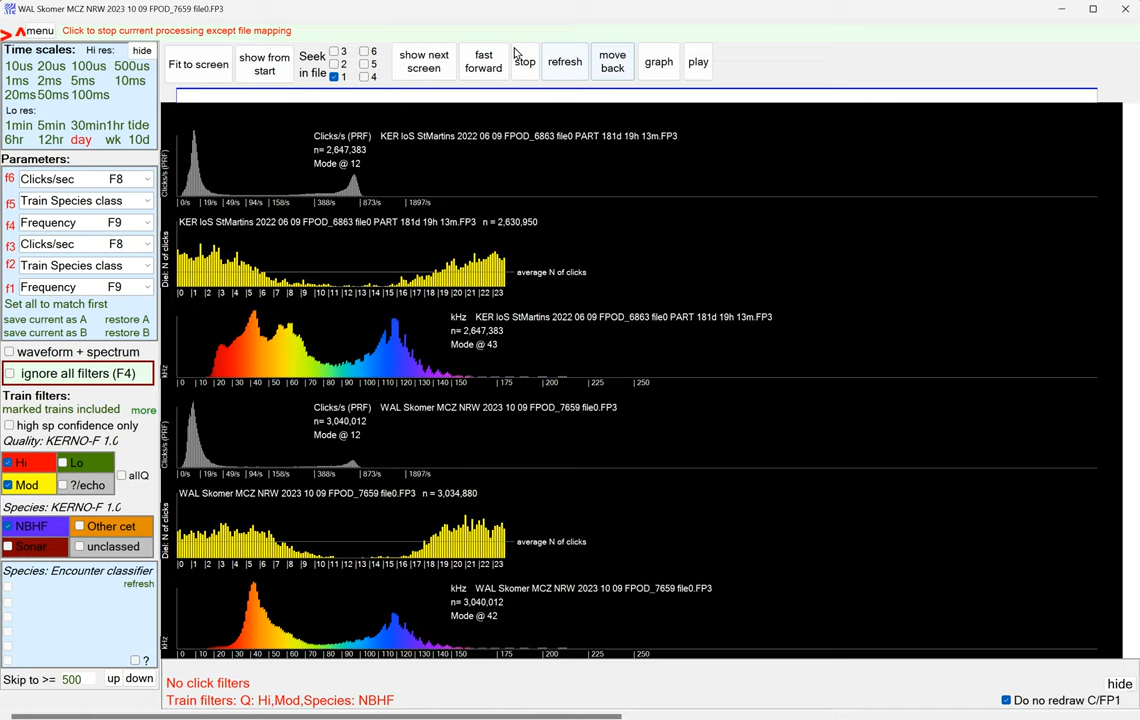 WAL Skomer MCZ NRW 2023 10 09 FPOD_7659 file0.FP3
menu Click to stop currrent processing except file mapping
Time scales: Hi res: hide
10us 20us 100us 500us
1ms 2ms 5ms 10ms
20ms 50ms 100ms
Lo res:
1min 5min 30min 1hr tide
6hr 12hr day wk 10d
Fit to screen
show from
start
Seek
in file
3 6
2 5
1 4
show next
screen
fast
forward
stop
refresh
move
back
graph
play
Parameters:
f6 Clicks/sec F8
f5 Train Species class
f4 Frequency F9
f3 Clicks/sec F8
f2 Train Species class
f1 Frequency F9
Set all to match first
save current as A restore A
save current as B restore B
waveform + spectrum
ignore all filters (F4)
Train filters:
marked trains included more
high sp confidence only
Quality: KERNO-F 1.0
Hi Lo
allQ
Mod ?/echo
Species: KERNO-F 1.0
NBHF Other cet
Sonar unclassed
Species: Encounter classifier
refresh
?
Skip to >= 500 up down
Clicks/s (PRF)
Clicks/s (PRF) KER IoS StMartins 2022 06 09 FPOD_6863 file0 PART 181d 19h 13m.FP3
n= 2,647,383
Mode @ 12
|0/s |19/s |49/s |94/s |158/s |388/s |873/s |1897/s
KER IoS StMartins 2022 06 09 FPOD_6863 file0 PART 181d 19h 13m.FP3 n = 2,630,950
Diel: N of clicks
average N of clicks
|0 |1 |2 |3 |4 |5 |6 |7 |8 |9 |10 |11 |12 |13 |14 |15 |16 |17 |18 |19 |20 |21 |22 |23
kHz KER IoS StMartins 2022 06 09 FPOD_6863 file0 PART 181d 19h 13m.FP3
n= 2,647,383
Mode @ 43
kHz
|0 |10 |20 |30 |40 |50 |60 |70 |80 |90 |100 |110 |120 |130 |140 |150 |175 |200 |225 |250
Clicks/s (PRF)
Clicks/s (PRF) WAL Skomer MCZ NRW 2023 10 09 FPOD_7659 file0.FP3
n= 3,040,012
Mode @ 12
|0/s |19/s |49/s |94/s |158/s |388/s |873/s |1897/s
WAL Skomer MCZ NRW 2023 10 09 FPOD_7659 file0.FP3 n = 3,034,880
Diel: N of clicks
average N of clicks
|0 |1 |2 |3 |4 |5 |6 |7 |8 |9 |10 |11 |12 |13 |14 |15 |16 |17 |18 |19 |20 |21 |22 |23
kHz WAL Skomer MCZ NRW 2023 10 09 FPOD_7659 file0.FP3
n= 3,040,012
Mode @ 42
kHz
|0 |10 |20 |30 |40 |50 |60 |70 |80 |90 |100 |110 |120 |130 |140 |150 |175 |200 |225 |250
No click filters
Train filters: Q: Hi,Mod,Species: NBHF
hide
Do no redraw C/FP1